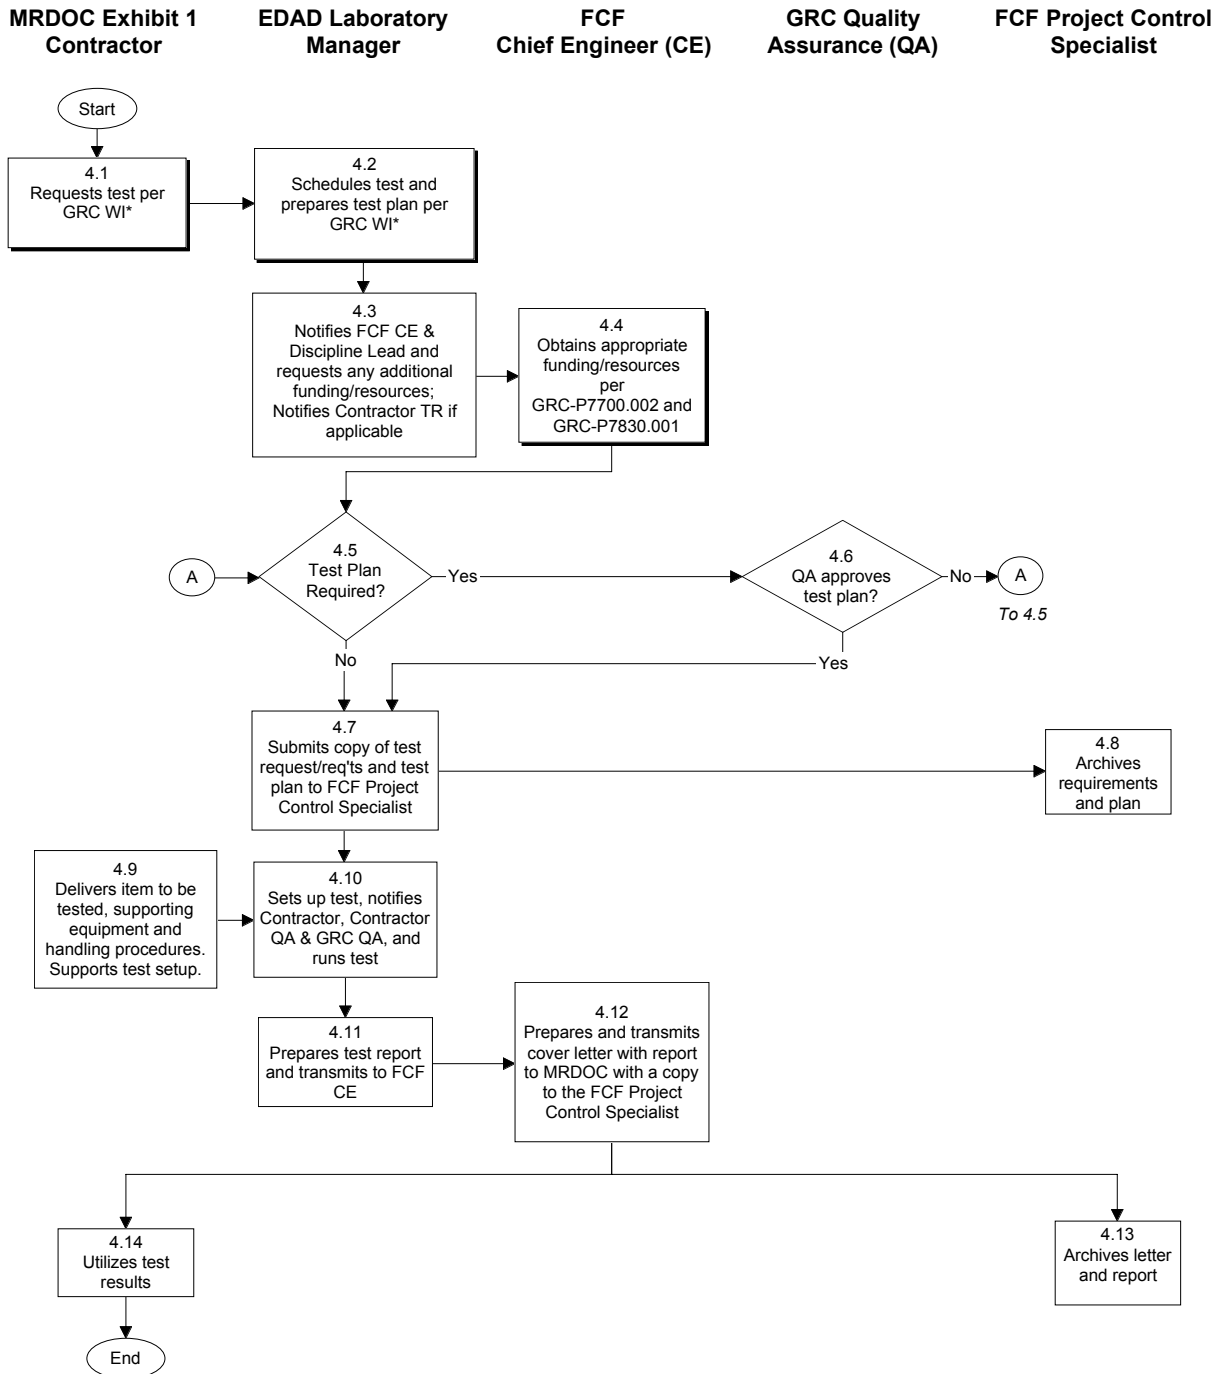 MRDOC Exhibit 1
Contractor
EDAD Laboratory
Manager
FCF
Chief Engineer (CE)
GRC Quality
Assurance (QA)
FCF Project Control
Specialist
Start
4.1
Requests test per
GRC WI*
4.2
Schedules test and
prepares test plan per
GRC WI*
4.3
Notifies FCF CE &
Discipline Lead and
requests any additional
funding/resources;
Notifies Contractor TR if
applicable
4.4
Obtains appropriate
funding/resources
per
GRC-P7700.002 and
GRC-P7830.001
A
4.5
Test Plan
Required?
Yes
4.6
QA approves
test plan?
No
A
To 4.5
No
Yes
4.7
Submits copy of test
request/req'ts and test
plan to FCF Project
Control Specialist
4.8
Archives
requirements
and plan
4.9
Delivers item to be
tested, supporting
equipment and
handling procedures.
Supports test setup.
4.10
Sets up test, notifies
Contractor, Contractor
QA & GRC QA, and
runs test
4.11
Prepares test report
and transmits to FCF
CE
4.12
Prepares and transmits
cover letter with report
to MRDOC with a copy
to the FCF Project
Control Specialist
4.14
Utilizes test
results
4.13
Archives letter
and report
End